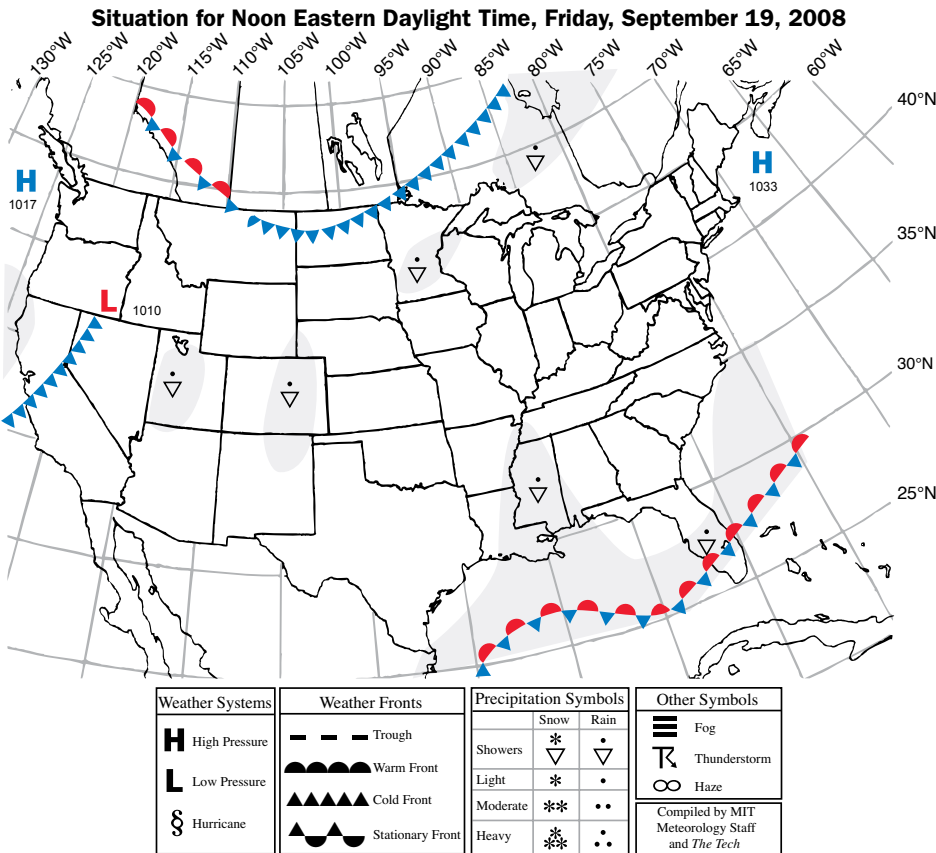 Situation for Noon Eastern Daylight Time, Friday, September 19, 2008
130°W 125°W 120°W 115°W 110°W 105°W 100°W 95°W 90°W 85°W 80°W 75°W 70°W 65°W 60°W
40°N
35°N
30°N
25°N
H
1017
H
1033
L 1010
Weather Systems
H High Pressure
L Low Pressure
§ Hurricane
Weather Fronts
Trough
Warm Front
Cold Front
Stationary Front
Precipitation Symbols
Snow Rain
Showers
Light
Moderate
Heavy
Other Symbols
Fog
Thunderstorm
Haze
Compiled by MIT
Meteorology Staff
and The Tech